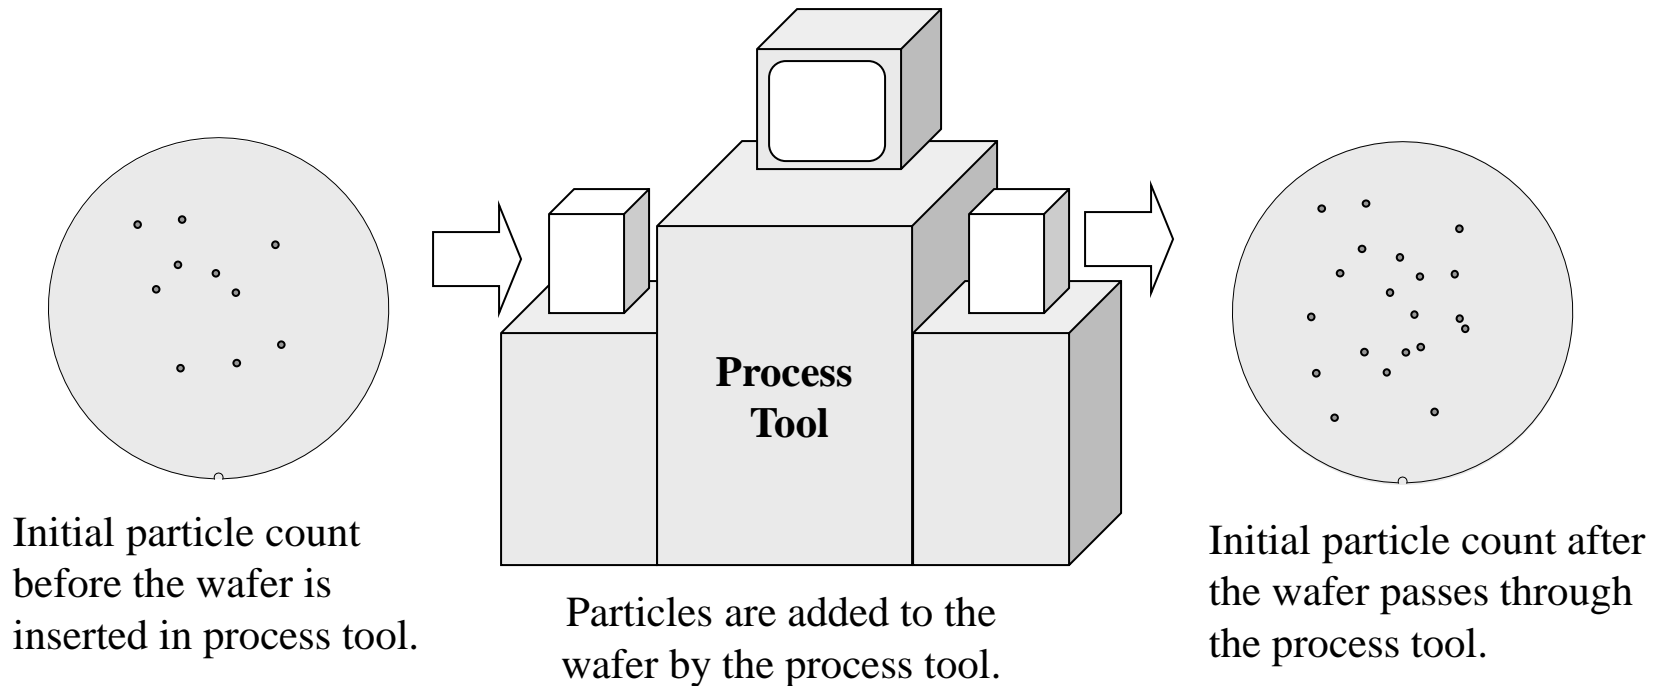 Process
Tool
Initial particle count
before the wafer is
inserted in process tool.
Particles are added to the
wafer by the process tool.
Initial particle count after
the wafer passes through
the process tool.